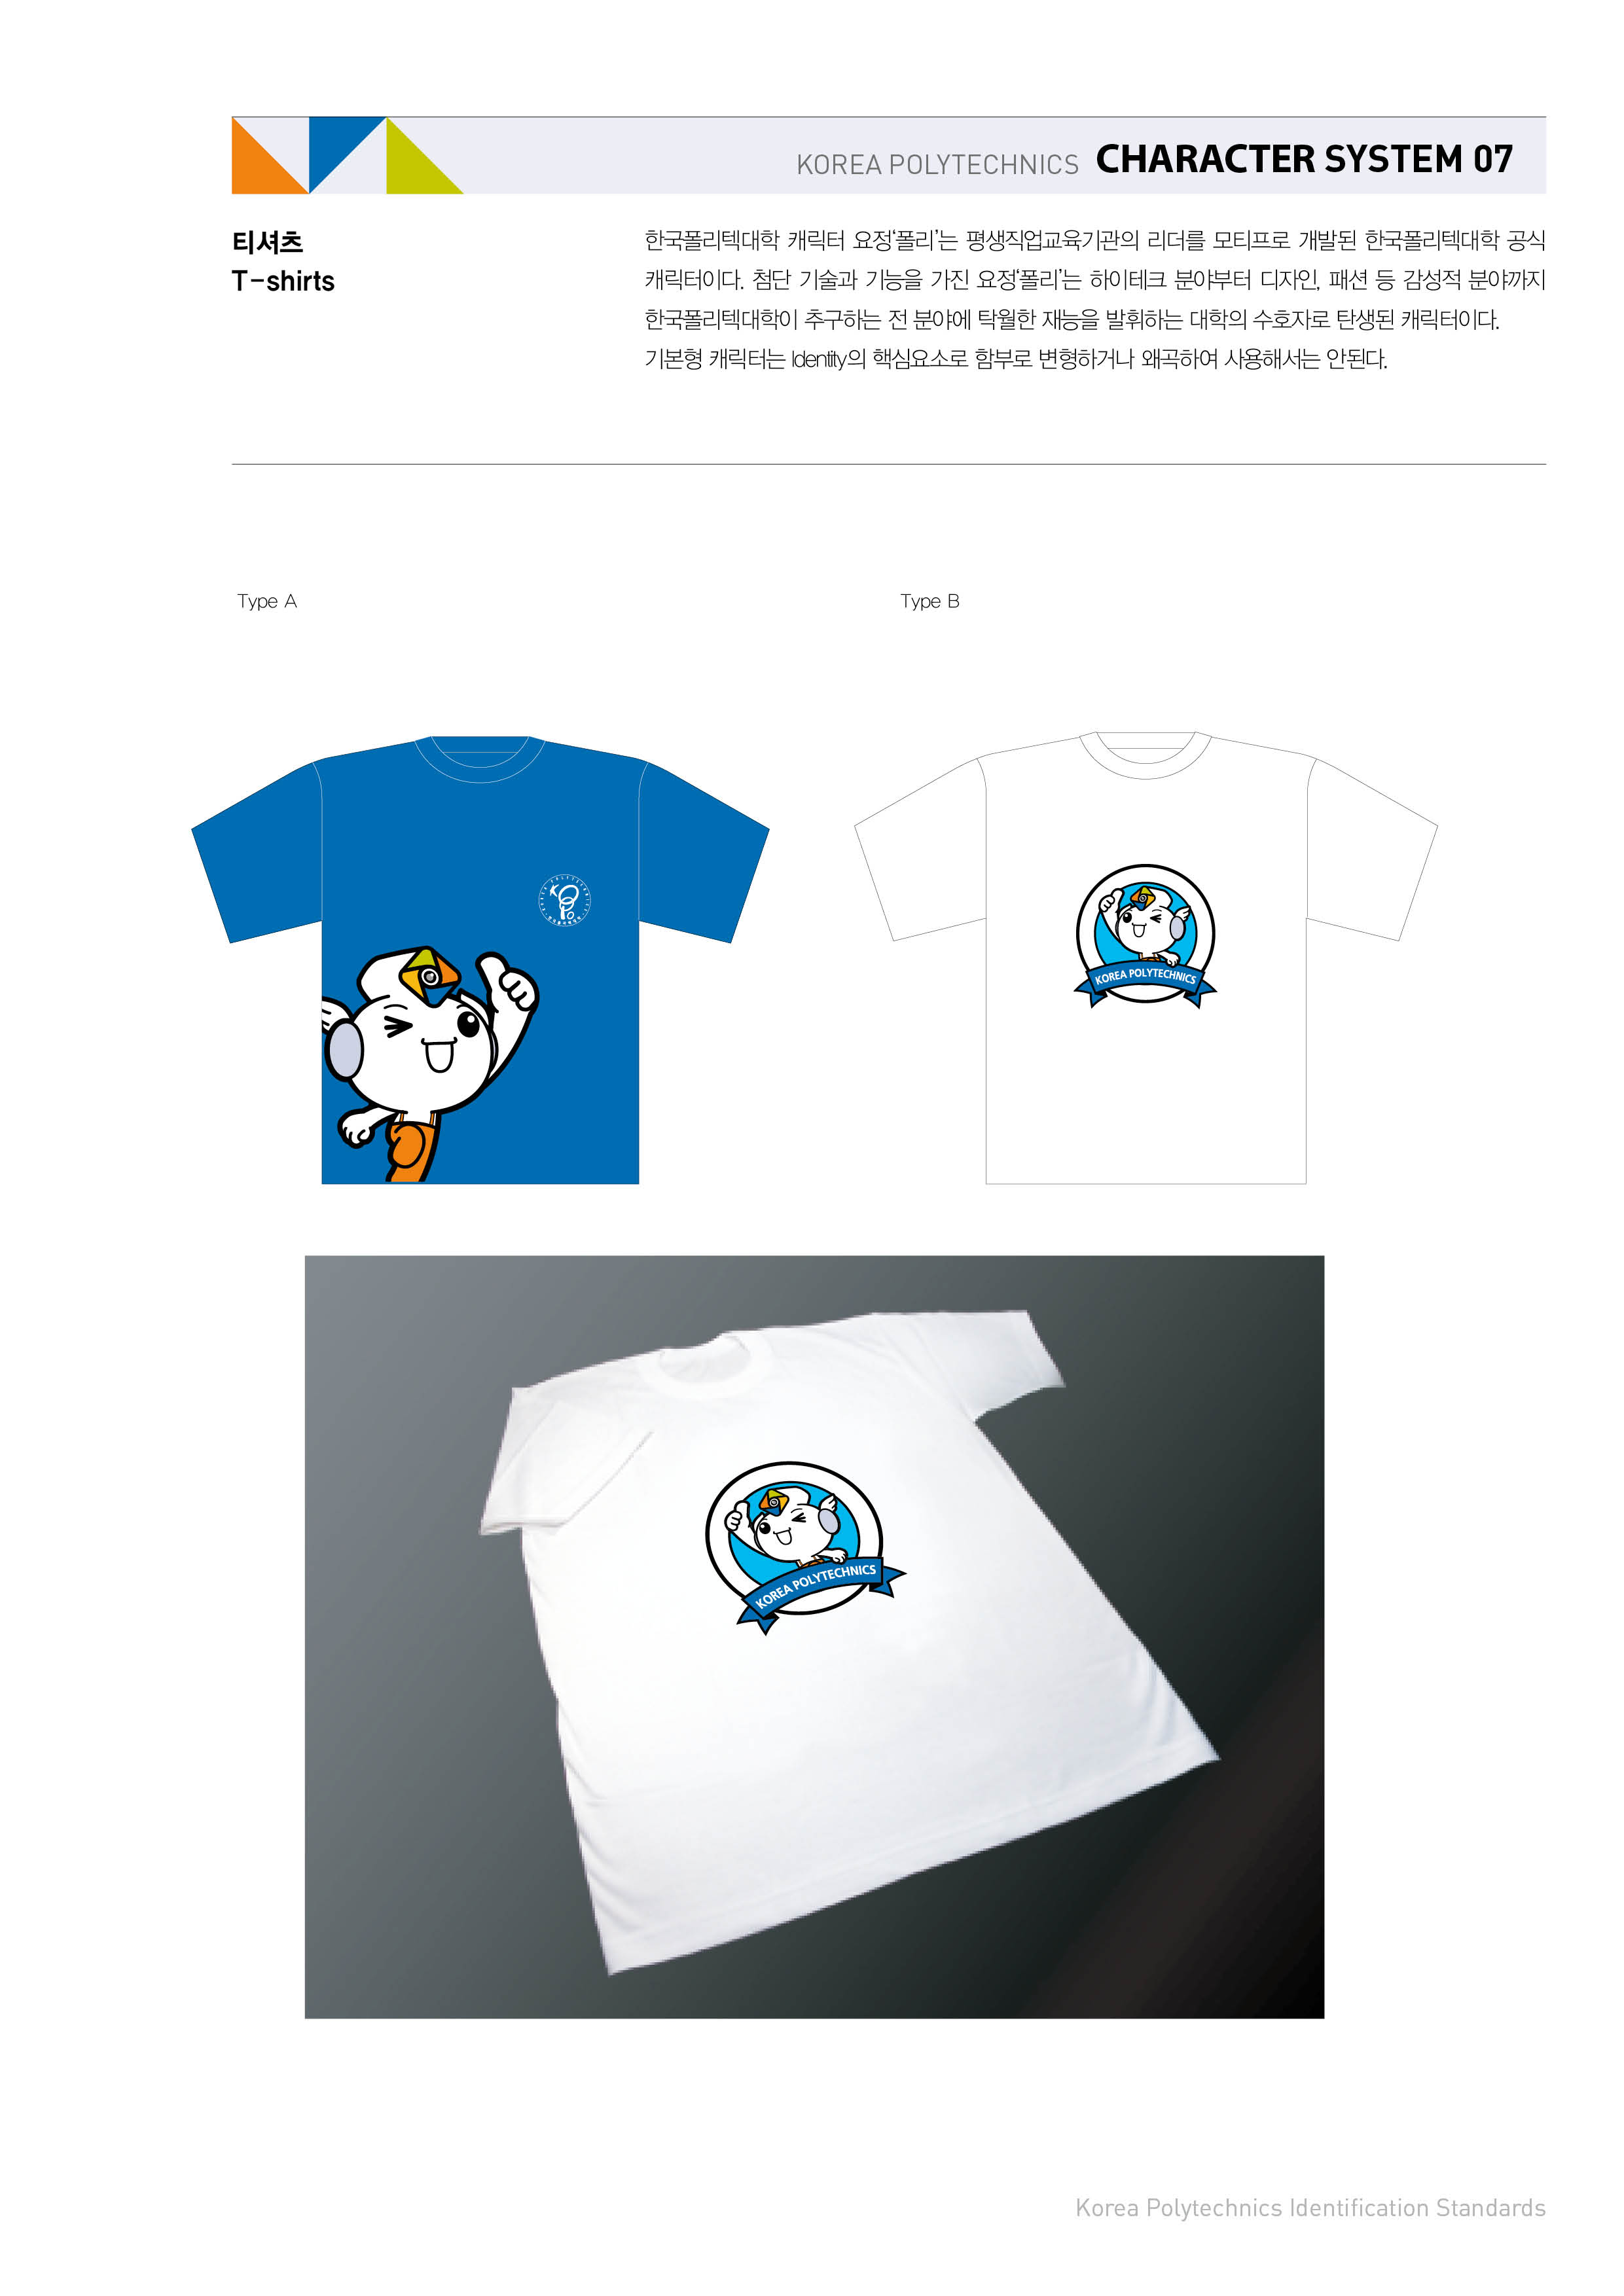 KOREA POLYTECHNICS CHARACTER SYSTEM 07
티셔츠
T-shirts
한국폴리텍대학 캐릭터 요정‘폴리’는 평생직업교육기관의 리더를 모티프로 개발된 한국폴리텍대학 공식
캐릭터이다. 첨단 기술과 기능을 가진 요정‘폴리’는 하이테크 분야부터 디자인, 패션 등 감성적 분야까지
한국폴리텍대학이 추구하는 전 분야에 탁월한 재능을 발휘하는 대학의 수호자로 탄생된 캐릭터이다.
기본형 캐릭터는 Identity의 핵심요소로 함부로 변형하거나 왜곡하여 사용해서는 안된다.
Type A
Type B
KOREA POLYTECHNICS
KOREA POLYTECHNICS
KOREA POLYTECHNICS
Korea Polytechnics Identification Standards